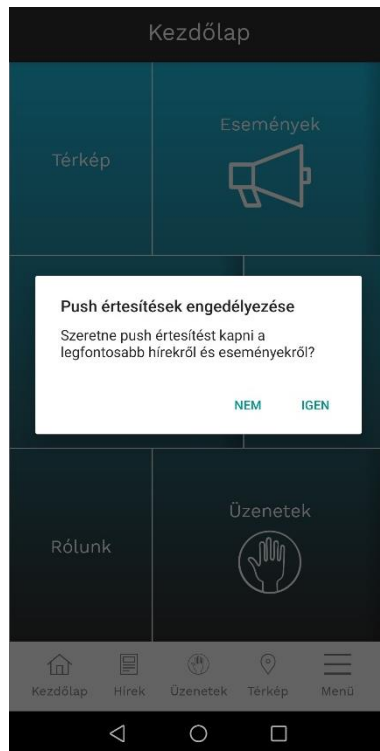 Kezdőlap
Események
Térkép
Push értesítések engedélyezése
Szeretne push értesítést kapni a
legfontosabb hírekről és eseményekről?
NEM IGEN
Üzenetek
Rólunk
Kezdőlap Hírek Üzenetek Térkép Menü